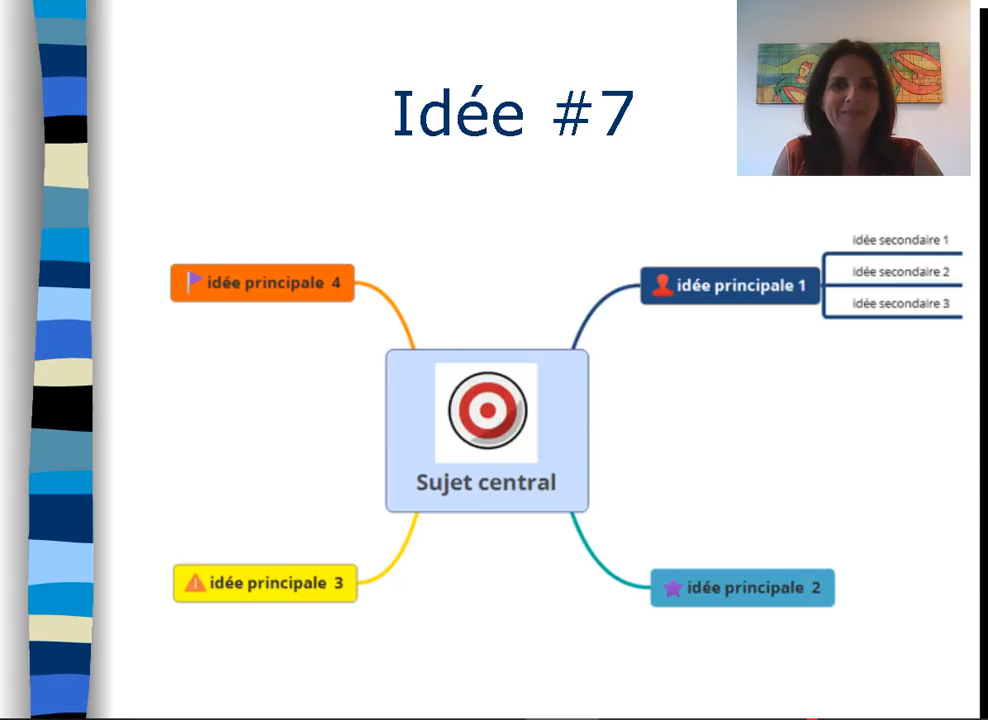 Idée #7
idée principale 4
idée principale 1
idée secondaire 1
idée secondaire 2
idée secondaire 3
Sujet central
idée principale 3
idée principale 2